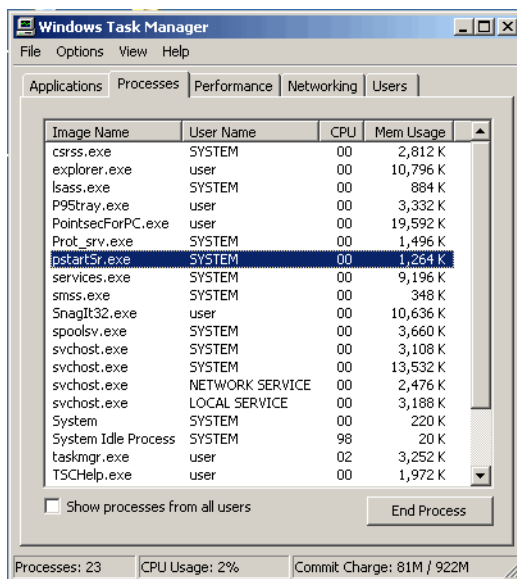 Windows Task Manager
File Options View Help
Applications Processes Performance Networking Users
Image Name User Name CPU Mem Usage
csrss.exe SYSTEM 00 2,812 K
explorer.exe user 00 10,796 K
lsass.exe SYSTEM 00 884 K
P95tray.exe user 00 3,332 K
PointsecForPC.exe user 00 19,592 K
Prot_srv.exe SYSTEM 00 1,496 K
pstartSr.exe SYSTEM 00 1,264 K
services.exe SYSTEM 00 9,196 K
smss.exe SYSTEM 00 348 K
SnagIt32.exe user 00 10,636 K
spoolsv.exe SYSTEM 00 3,660 K
svchost.exe SYSTEM 00 3,108 K
svchost.exe SYSTEM 00 13,532 K
svchost.exe NETWORK SERVICE 00 2,476 K
svchost.exe LOCAL SERVICE 00 3,188 K
System SYSTEM 00 220 K
System Idle Process SYSTEM 98 20 K
taskmgr.exe user 02 3,252 K
TSCHelp.exe user 00 1,972 K
Show processes from all users End Process
Processes: 23 CPU Usage: 2% Commit Charge: 81M / 922M